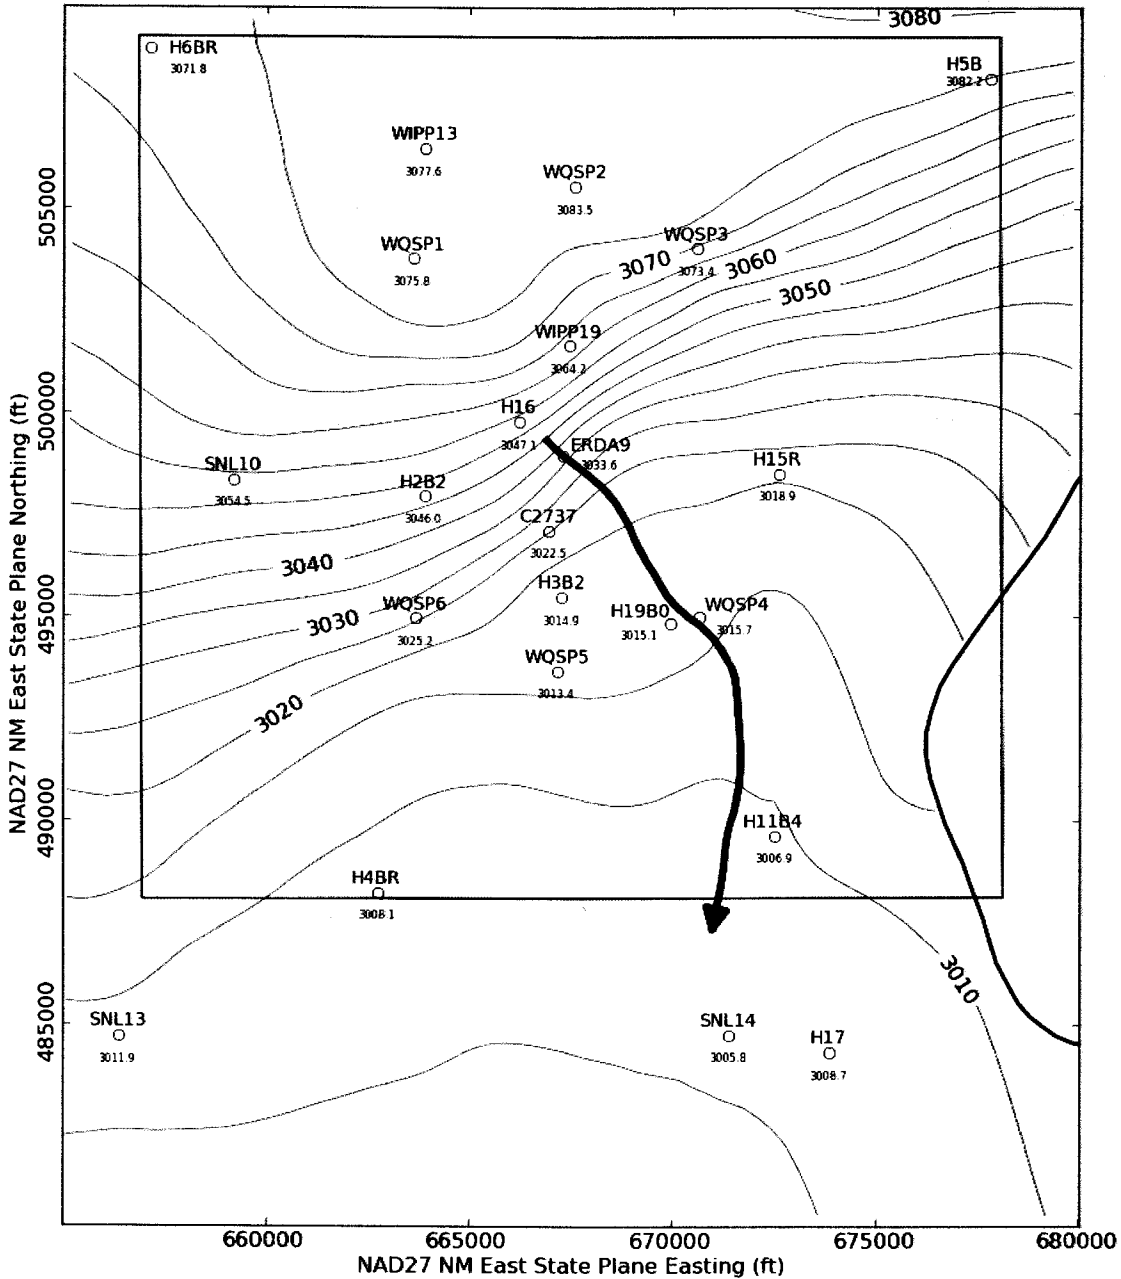 3080
H6BR
3071.8
H5B
3082.2
WIPP13
3077.6
WQSP2
3083.5
505000
WQSP1
3075.8
WQSP3
3073.4
3070
3060
3050
WIPP19
3064.2
500000
H16
3047.1
ERDA9
3033.6
SNL10
3054.5
H2B2
3046.0
H15R
3018.9
C2737
3022.5
3040
H3B2
3014.9
495000
WQSP6
3025.2
3030
H19B0
3015.1
WQSP4
3015.7
WQSP5
3013.4
3020
490000
H11B4
3006.9
H4BR
3008.1
3010
485000
SNL13
3011.9
SNL14
3005.8
H17
3008.7
NAD27 NM East State Plane Northing (ft)
660000
665000
670000
675000
680000
NAD27 NM East State Plane Easting (ft)